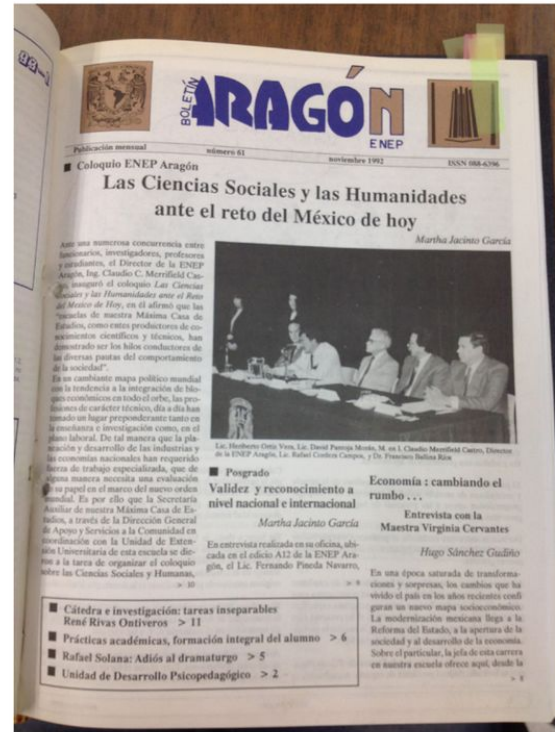 BOLETÍN
ARAGÓN
ENEP
Publicación mensual
número 61
noviembre 1992
ISSN 088-6396
Coloquio ENEP Aragón
Las Ciencias Sociales y las Humanidades
ante el reto del México de hoy
Martha Jacinto García
Ante una numerosa concurrencia entre
funcionarios, investigadores, profesores
y estudiantes, el Director de la ENEP
Aragón, Ing. Claudio C. Merrifield Cas-
inauguró el coloquio Las Ciencias
Sociales y las Humanidades ante el Reto
del México de Hoy, en él afirmó que las
"escuelas de nuestra Máxima Casa de
Estudios, como entes productores de co-
nocimientos científicos y técnicos, han
demostrado ser los hilos conductores de
las diversas pautas del comportamiento
de la sociedad".
En un cambiante mapa político mundial
con la tendencia a la integración de blo-
ques económicos en todo el orbe, las pro-
fesiones de carácter técnico, día a día han
tomado un lugar preponderante tanto en
la enseñanza e investigación como, en el
plano laboral. De tal manera que la pla-
neación y desarrollo de las industrias y
las economías nacionales han requerido
fuerza de trabajo especializada, que de
alguna manera necesita una evaluación
de su papel en el marco del nuevo orden
mundial. Es por ello que la Secretaría
Auxiliar de nuestra Máxima Casa de Es-
tudios, a través de la Dirección General
de Apoyo y Servicios a la Comunidad en
coordinación con la Unidad de Exten-
sión Universitaria de esta escuela se die-
ron a la tarea de organizar el coloquio
sobre las Ciencias Sociales y Humanas,
> 10
Lic. Heriberto Ortiz Vera, Lic. David Pantoja Morán, M. en I. Claudio Merrifield Castro, Director
de la ENEP Aragón, Lic. Rafael Cordera Campos, y Dr. Francisco Ballina Ríos
Posgrado
Validez y reconocimiento a
nivel nacional e internacional
Martha Jacinto García
En entrevista realizada en su oficina, ubi-
cada en el edicio A12 de la ENEP Ara-
gón, el Lic. Fernando Pineda Navarro,
> 9
Economía : cambiando el
rumbo . . .
Entrevista con la
Maestra Virginia Cervantes
Hugo Sánchez Gudiño
En una época saturada de transforma-
ciones y sorpresas, los cambios que ha
vivido el país en los años recientes confi
guran un nuevo mapa socioeconómico.
La modernización mexicana llega a la
Reforma del Estado, a la apertura de la
sociedad y al desarrollo de la economía.
Sobre el particular, la jefa de esta carrera
en nuestra escuela ofrece aquí, desde la
> 8
Cátedra e investigación: tareas inseparables
René Rivas Ontiveros > 11
Prácticas académicas, formación integral del alumno > 6
Rafael Solana: Adiós al dramaturgo > 5
Unidad de Desarrollo Psicopedagógico > 2